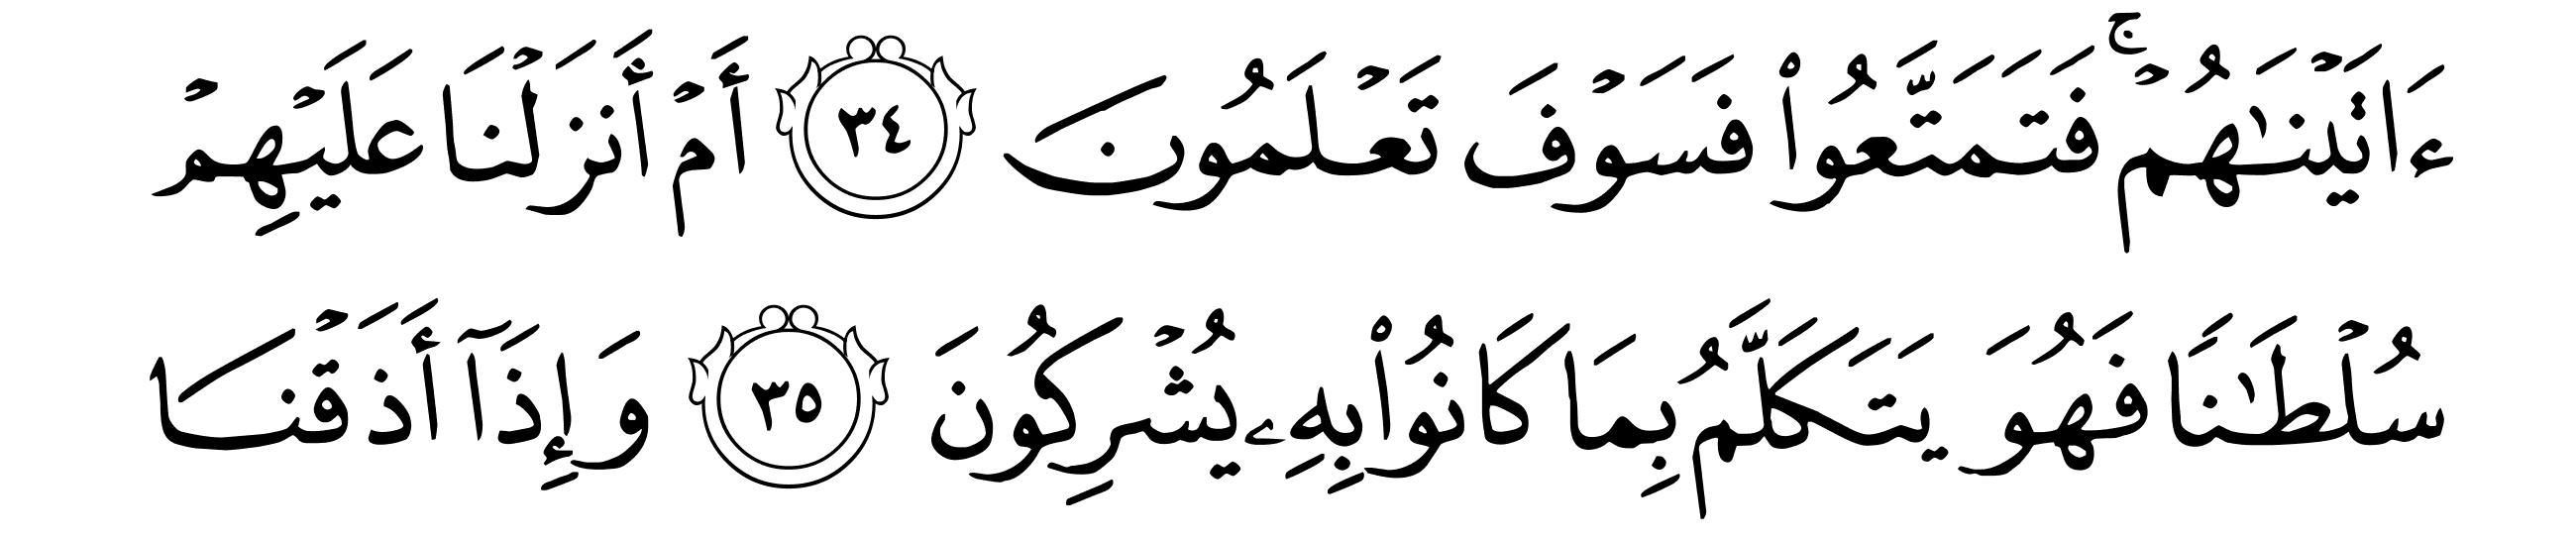 ءَاتَيْنَـٰهُمْ ۚ فَتَمَتَّعُوا۟ فَسَوْفَ تَعْلَمُونَ ٣٤ أَمْ أَنزَلْنَا عَلَيْهِمْ
سُلْطَـٰنًا فَهُوَ يَتَكَلَّمُ بِمَا كَانُوا۟ بِهِۦ يُشْرِكُونَ ٣٥ وَإِذَآ أَذَقْنَا